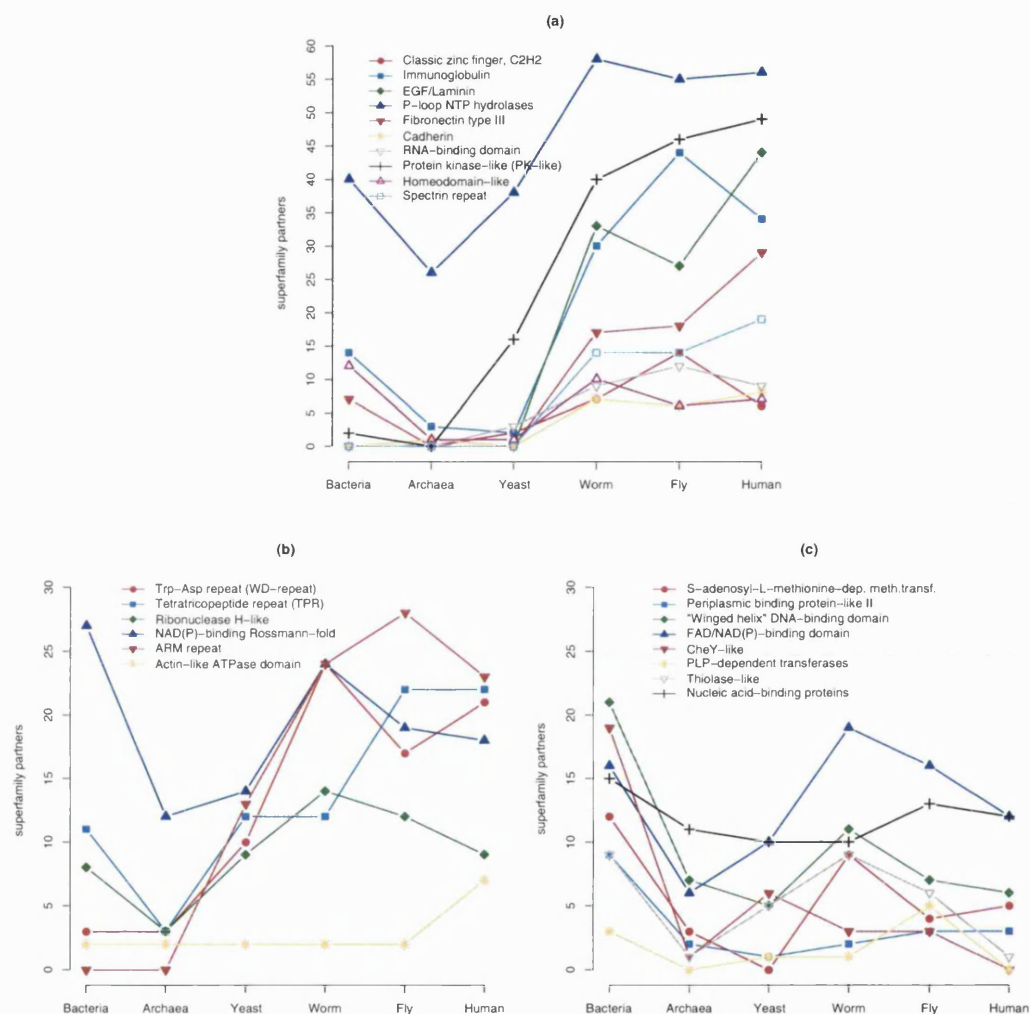 (a)
superfamily partners
60
55
50
45
40
35
30
25
20
15
10
5
0
Classic zinc finger, C2H2
Immunoglobulin
EGF/Laminin
P-loop NTP hydrolases
Fibronectin type III
Cadherin
RNA-binding domain
Protein kinase-like (PK-like)
Homeodomain-like
Spectrin repeat
Bacteria Archaea Yeast Worm Fly Human
(b)
superfamily partners
30
25
20
15
10
5
0
Trp-Asp repeat (WD-repeat)
Tetratricopeptide repeat (TPR)
Ribonuclease H-like
NAD(P)-binding Rossmann-fold
ARM repeat
Actin-like ATPase domain
Bacteria Archaea Yeast Worm Fly Human
(c)
superfamily partners
30
25
20
15
10
5
0
S-adenosyl-L-methionine-dep. meth.transf.
Periplasmic binding protein-like II
"Winged helix" DNA-binding domain
FAD/NAD(P)-binding domain
CheY-like
PLP-dependent transferases
Thiolase-like
Nucleic acid-binding proteins
Bacteria Archaea Yeast Worm Fly Human